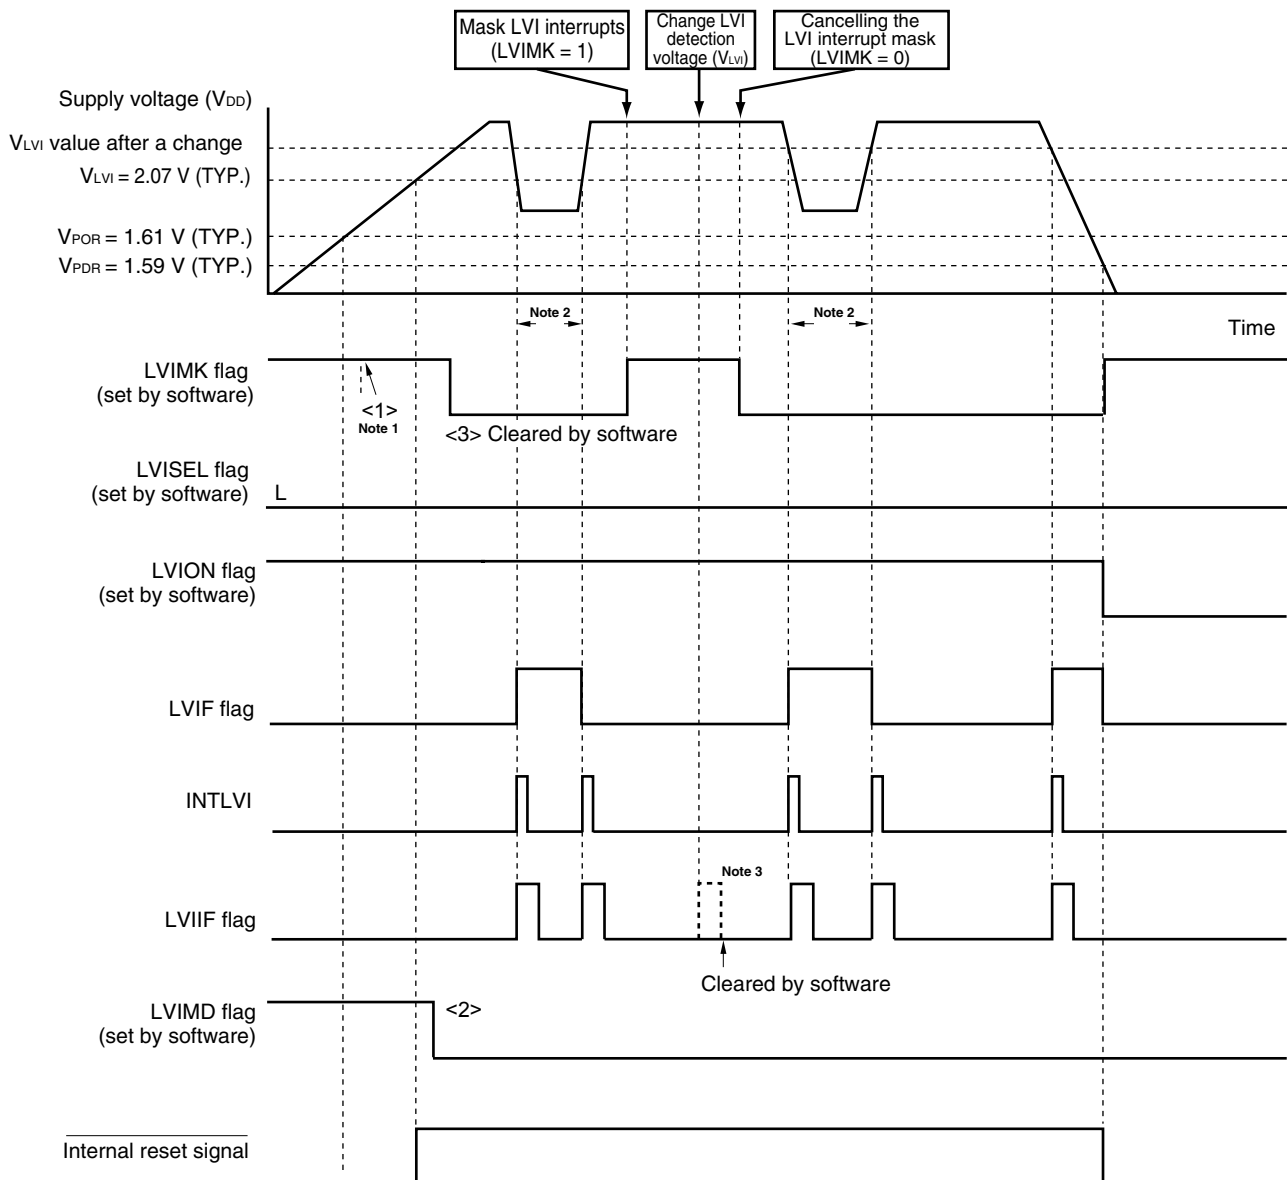 Mask LVI interrupts
(LVIMK = 1)
Change LVI
detection
voltage (VLVI)
Cancelling the
LVI interrupt mask
(LVIMK = 0)
Supply voltage (VDD)
VLVI value after a change
VLVI = 2.07 V (TYP.)
VPOR = 1.61 V (TYP.)
VPDR = 1.59 V (TYP.)
Note 2
Note 2
Time
LVIMK flag
(set by software)
<1>
Note 1
<3> Cleared by software
LVISEL flag
(set by software)
L
LVION flag
(set by software)
LVIF flag
INTLVI
Note 3
LVIIF flag
Cleared by software
LVIMD flag
(set by software)
<2>
Internal reset signal